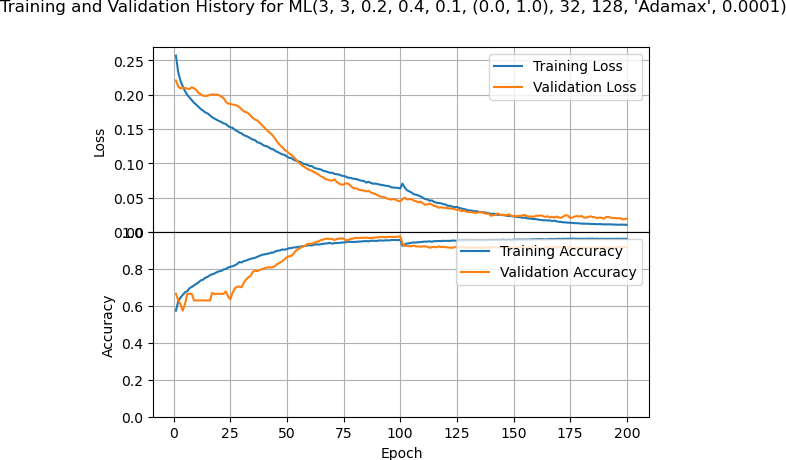 Training and Validation History for ML(3, 3, 0.2, 0.4, 0.1, (0.0, 1.0), 32, 128, 'Adamax', 0.0001)
0.25
0.20
0.15
0.10
0.05
0.00
Loss
Training Loss
Validation Loss
1.0
0.8
0.6
0.4
0.2
0.0
Accuracy
Training Accuracy
Validation Accuracy
0 25 50 75 100 125 150 175 200
Epoch